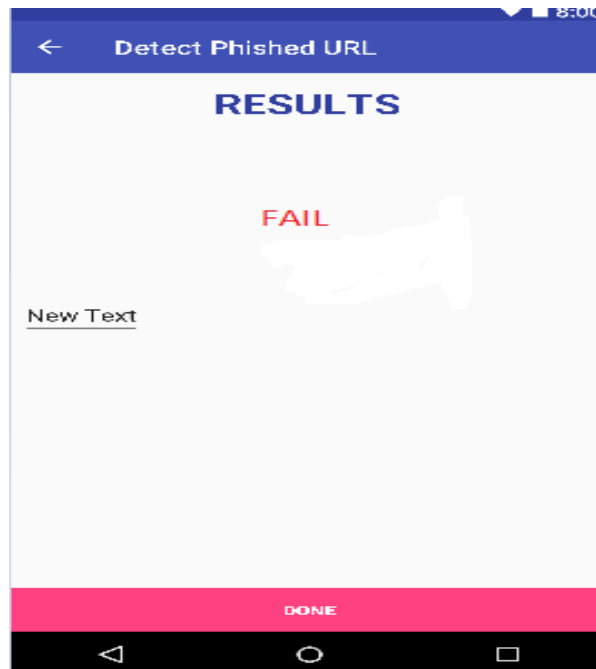 8:00
Detect Phished URL
RESULTS
FAIL
New Text
DONE